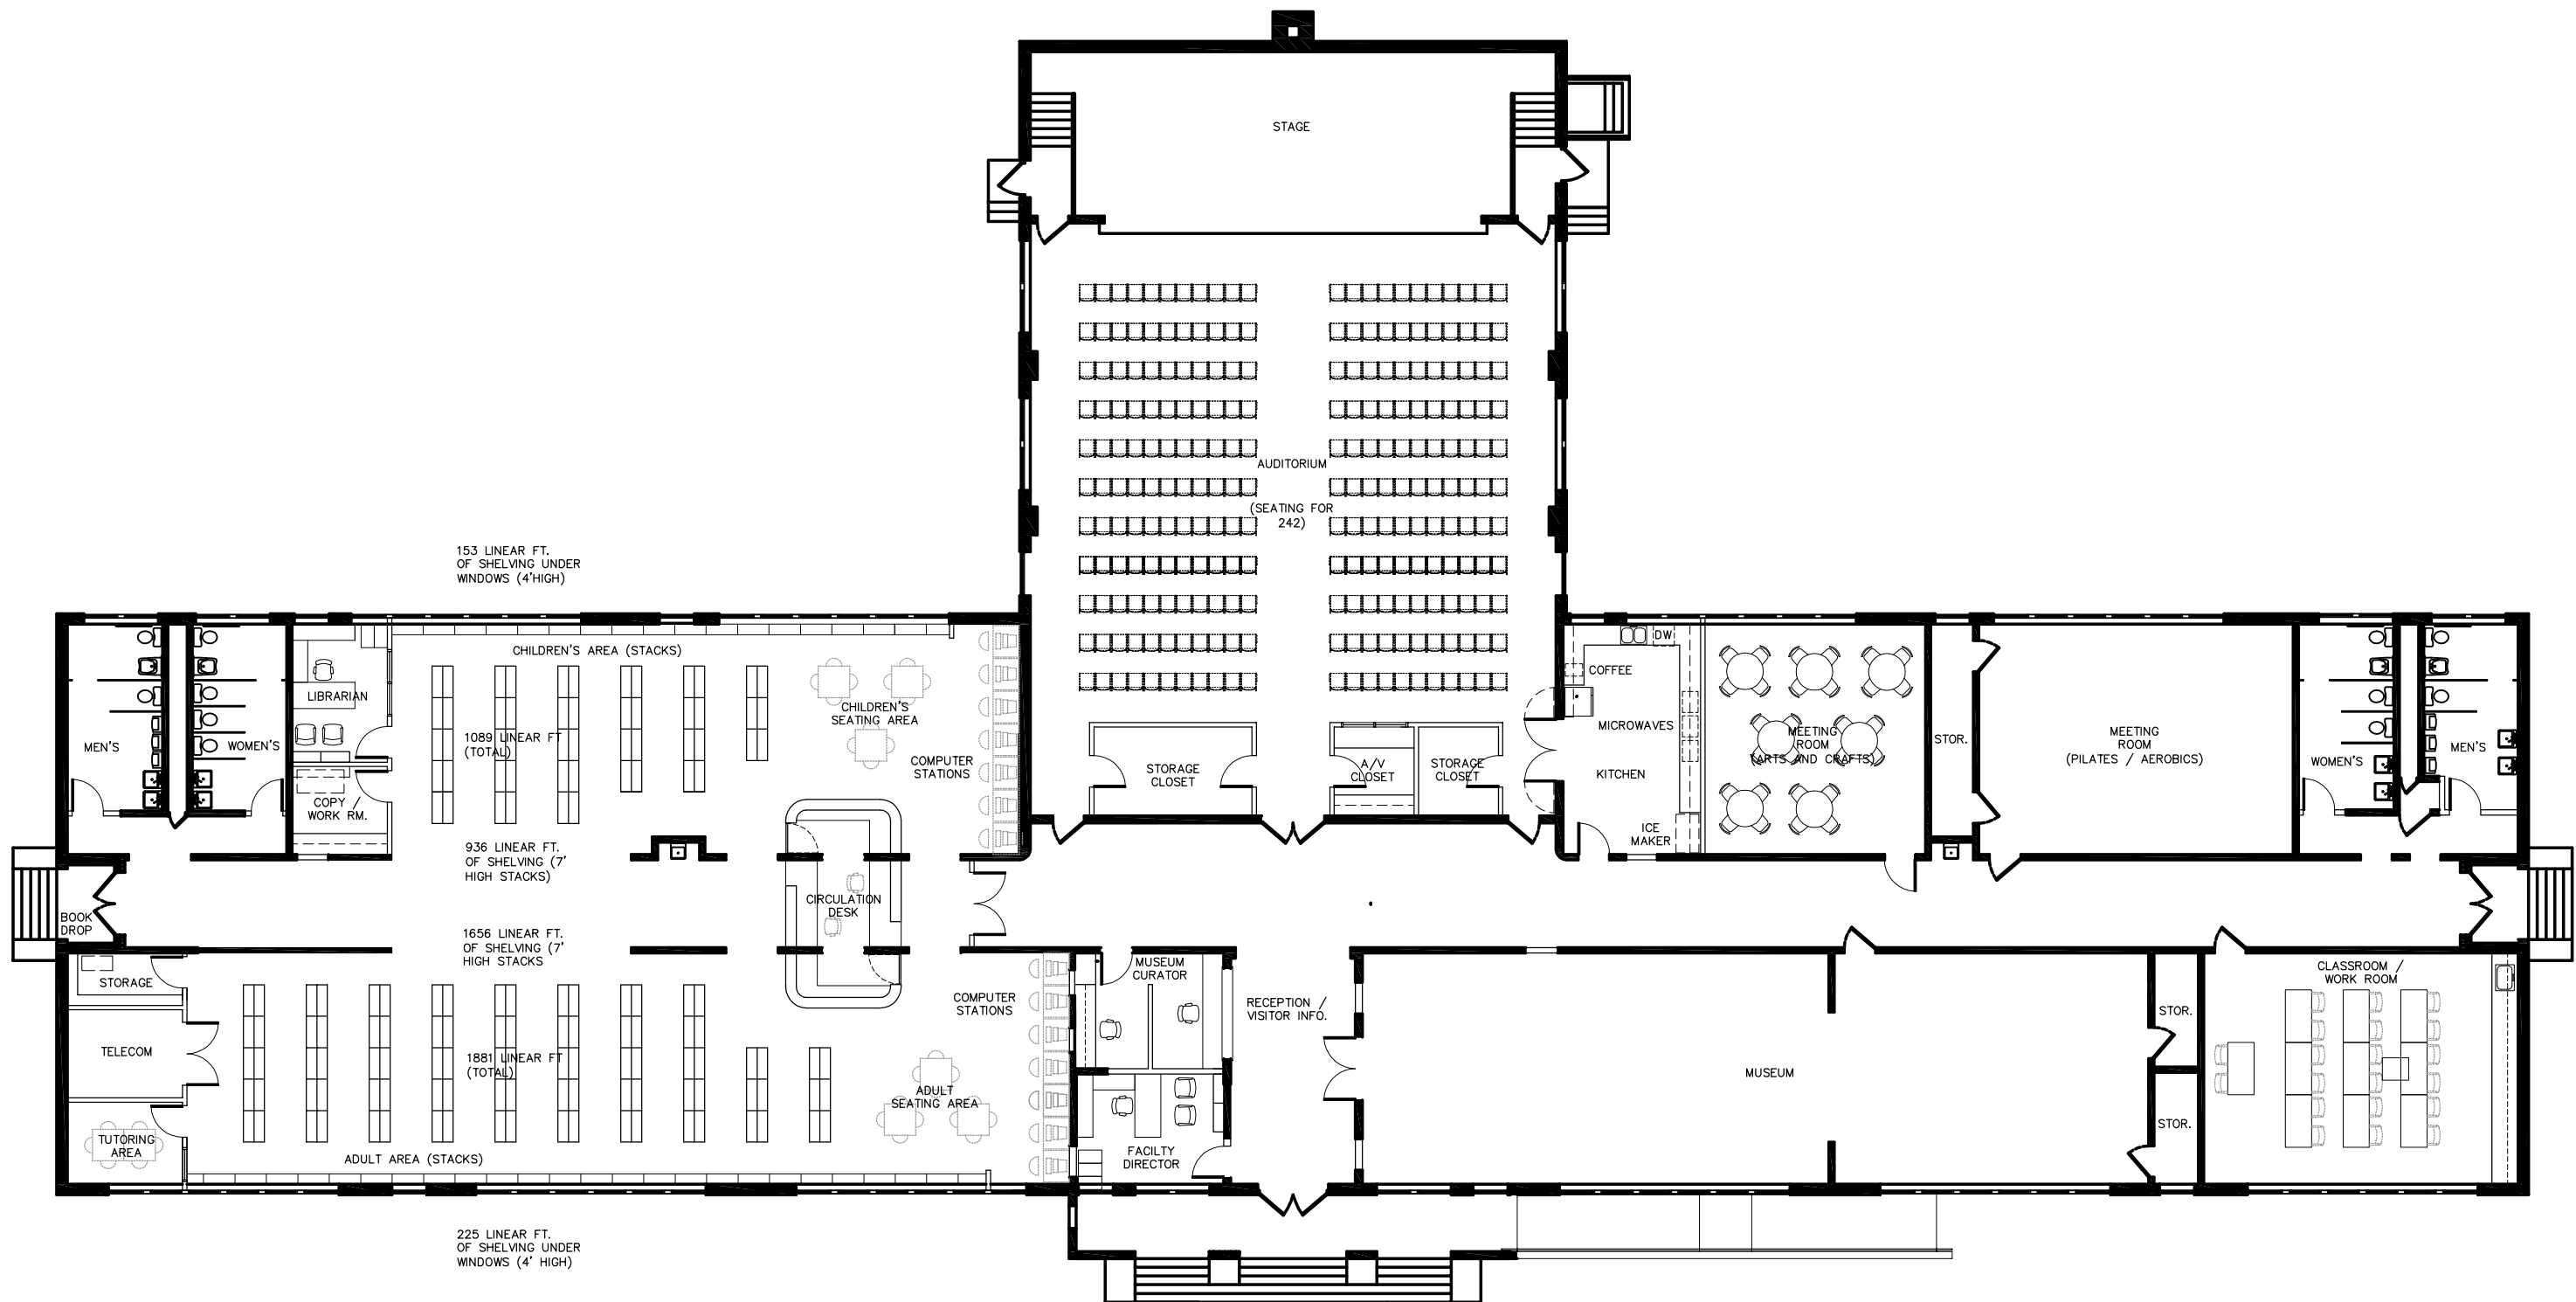 STAGE
AUDITORIUM
(SEATING FOR
242)
153 LINEAR FT.
OF SHELVING UNDER
WINDOWS (4'HIGH)
MEN'S
WOMEN'S
LIBRARIAN
COPY /
WORK RM.
CHILDREN'S AREA (STACKS)
1089 LINEAR FT
(TOTAL)
CHILDREN'S
SEATING AREA
COMPUTER
STATIONS
936 LINEAR FT.
OF SHELVING (7'
HIGH STACKS)
STORAGE
CLOSET
A/V
CLOSET
STORAGE
CLOSET
DW
COFFEE
MICROWAVES
KITCHEN
ICE
MAKER
MEETING
ROOM
(ARTS AND CRAFTS)
STOR.
MEETING
ROOM
(PILATES / AEROBICS)
WOMEN'S
MEN'S
BOOK
DROP
CIRCULATION
DESK
1656 LINEAR FT.
OF SHELVING (7'
HIGH STACKS
STORAGE
TELECOM
TUTORING
AREA
1881 LINEAR FT
(TOTAL)
ADULT AREA (STACKS)
COMPUTER
STATIONS
ADULT
SEATING AREA
MUSEUM
CURATOR
FACILTY
DIRECTOR
RECEPTION /
VISITOR INFO.
MUSEUM
STOR.
STOR.
CLASSROOM /
WORK ROOM
225 LINEAR FT.
OF SHELVING UNDER
WINDOWS (4' HIGH)